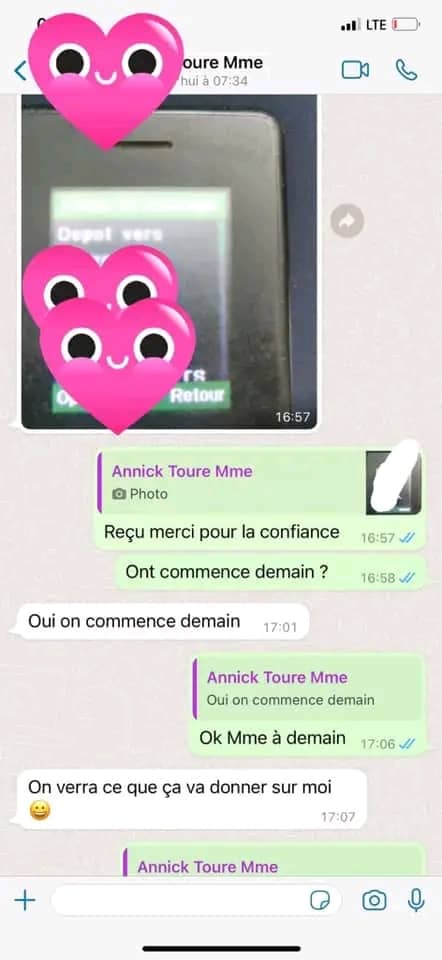 LTE
oure Mme
hui à 07:34
Depot vers
rs
Retour
16:57
Annick Toure Mme
Photo
Reçu merci pour la confiance
16:57
Ont commence demain ?
16:58
Oui on commence demain
17:01
Annick Toure Mme
Oui on commence demain
Ok Mme à demain
17:06
On verra ce que ça va donner sur moi
😀
17:07
Annick Toure Mme